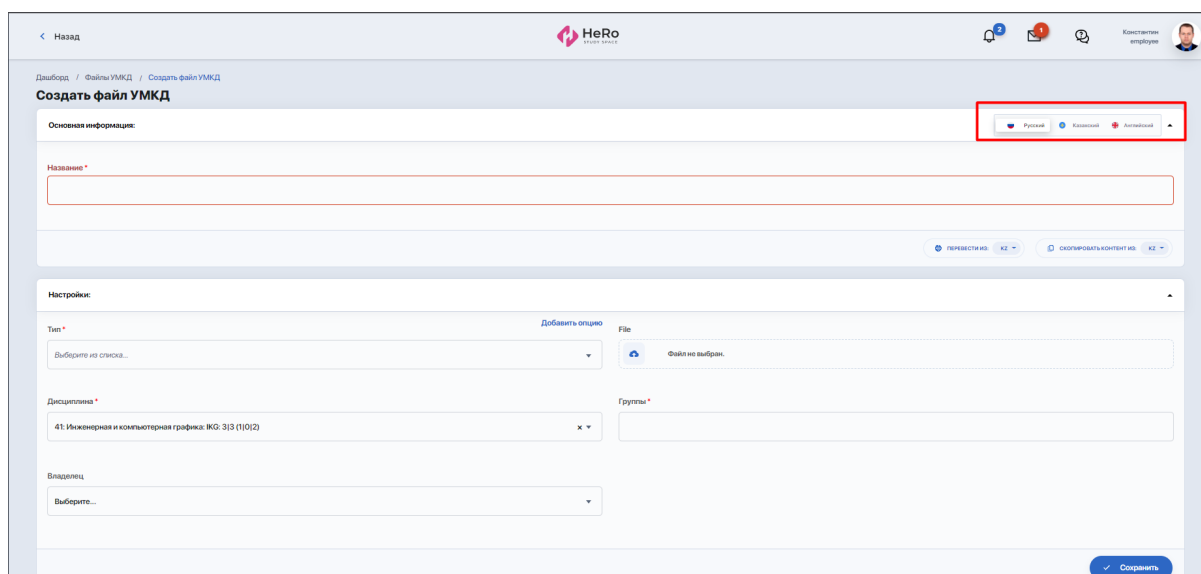 Назад
HeRo
STUDY SPACE
2
1
Константин
employee
Дашборд / Файлы УМКД / Создать файл УМКД
Создать файл УМКД
Основная информация:
Русский Казахский Английский
Название *
ПЕРЕВЕСТИ ИЗ: KZ
СКОПИРОВАТЬ КОНТЕНТ ИЗ: KZ
Настройки:
Тип *
Добавить опцию
Выберите из списка...
File
Файл не выбран.
Дисциплина *
41: Инженерная и компьютерная графика: IKG: 3|3 (1|0|2)
Группы *
Владелец
Выберите...
Сохранить